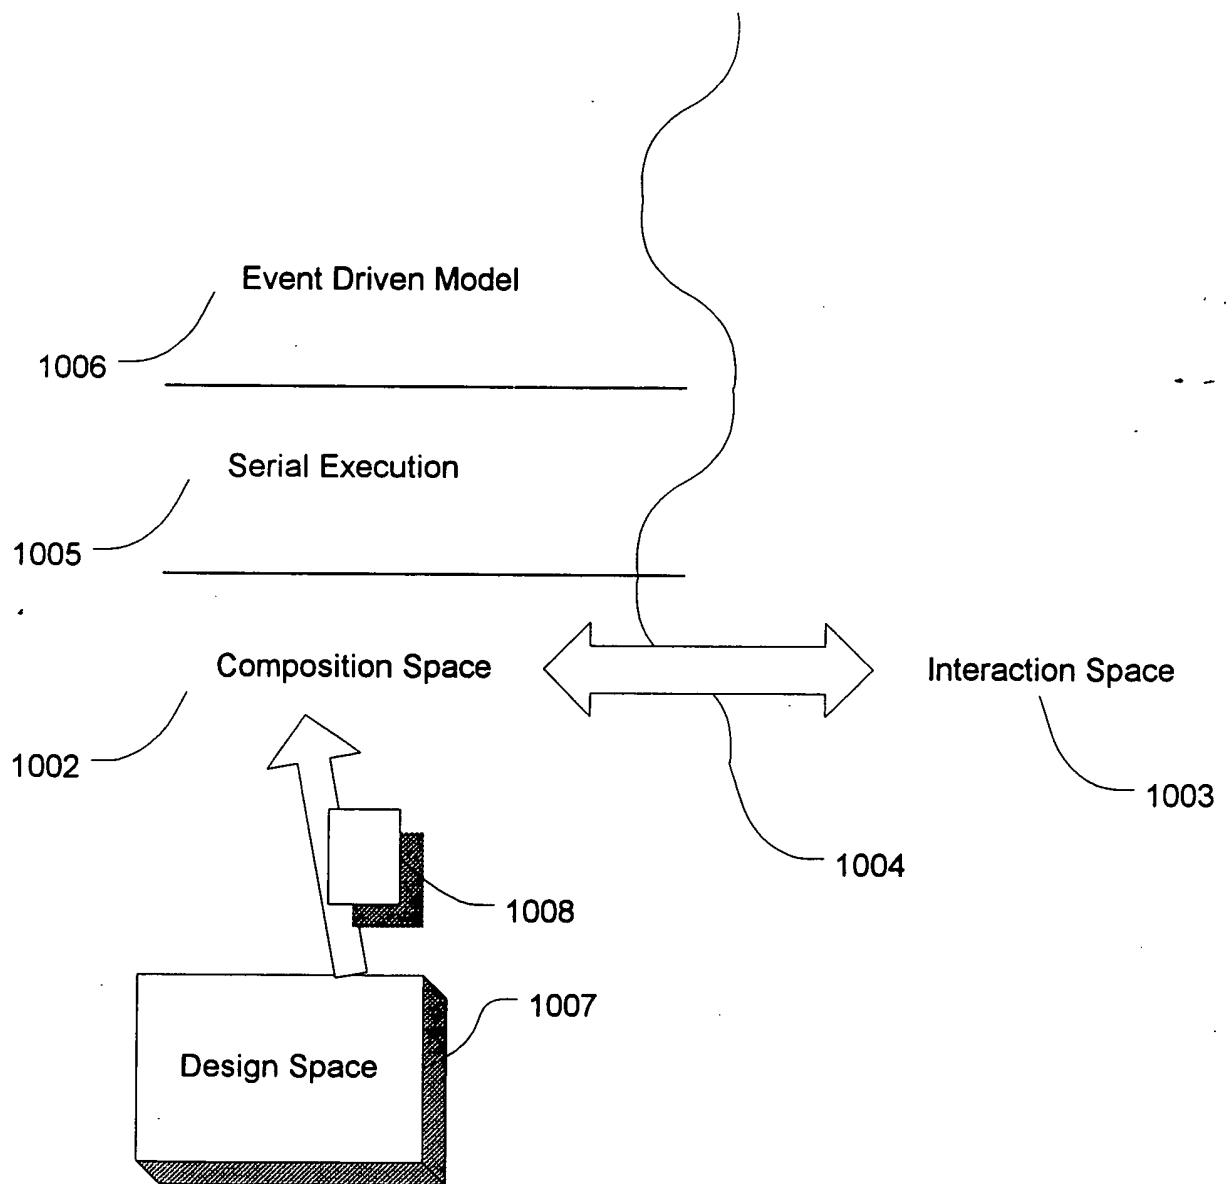 Event Driven Model
1006
Serial Execution
1005
Composition Space
Interaction Space
1002
1003
1004
1008
1007
Design Space